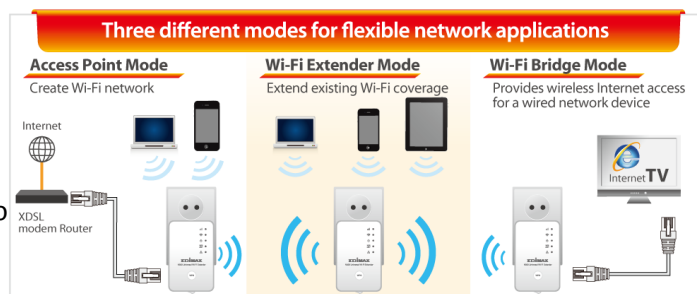 Three different modes for flexible network applications
Access Point Mode
Create Wi-Fi network
Internet
XDSL
modem Router
EDIMAX
Wi-Fi Extender Mode
Extend existing Wi-Fi coverage
EDIMAX
Wi-Fi Bridge Mode
Provides wireless Internet access
for a wired network device
Internet TV
EDIMAX